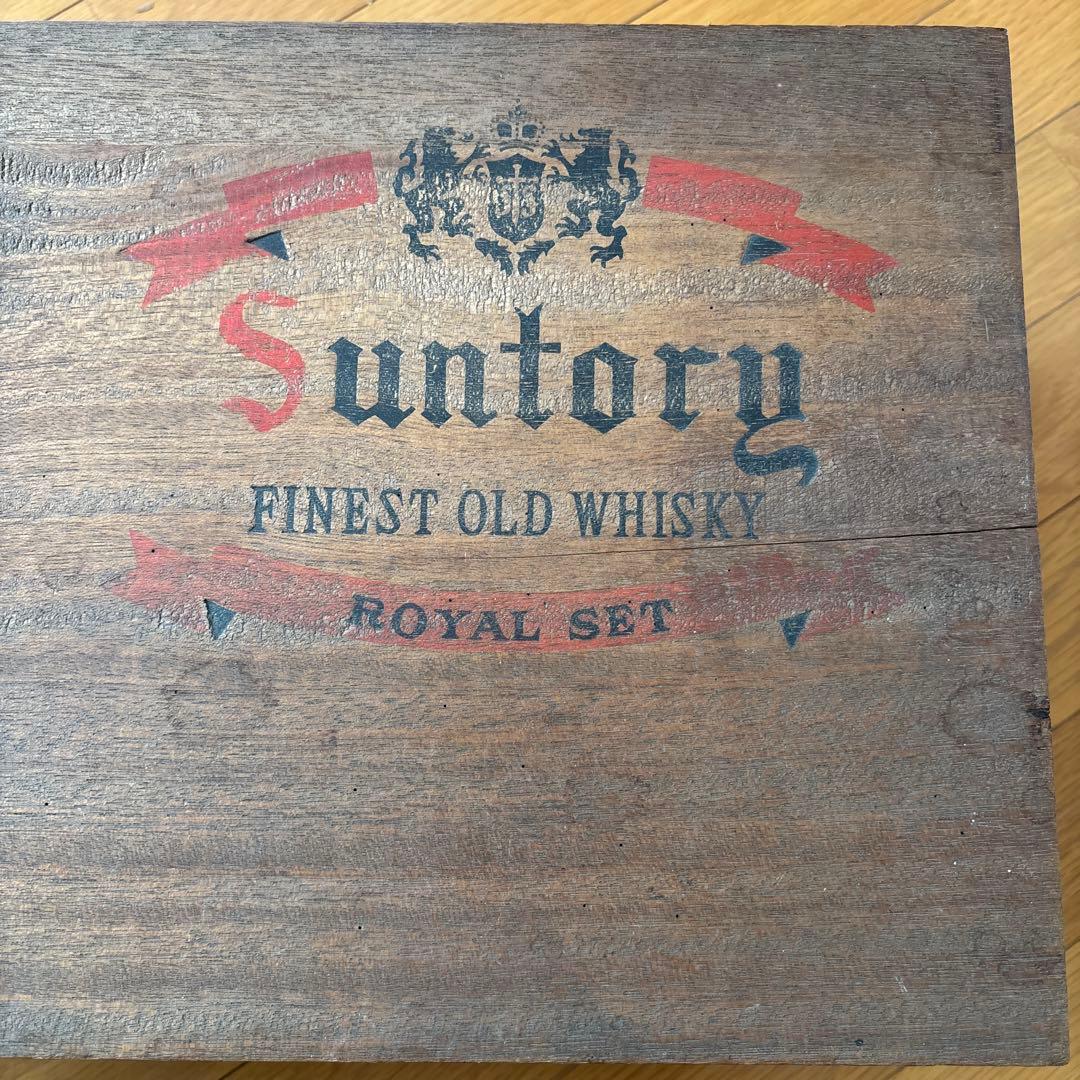 Suntory
FINEST OLD WHISKY
ROYAL SET